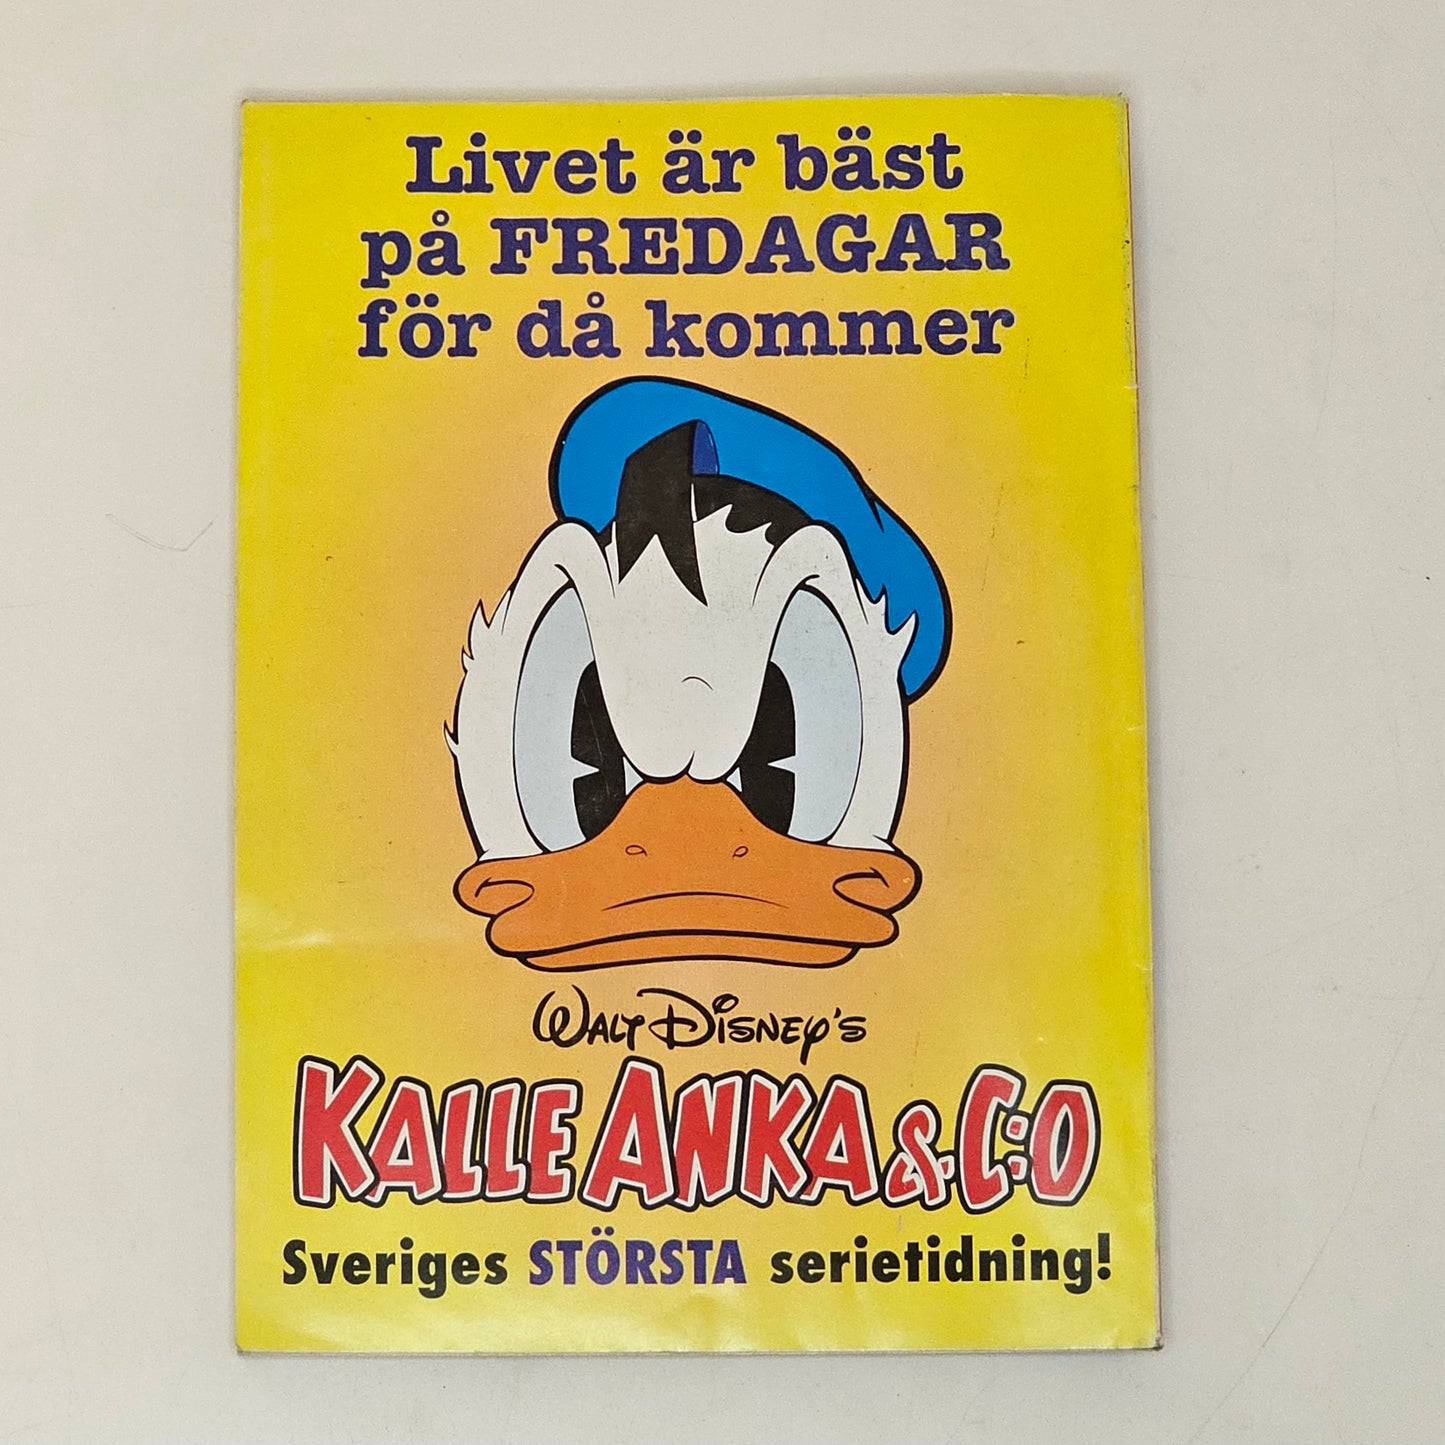 Livet är bäst
på FREDAGAR
för då kommer
WALT DISNEY'S
KALLE ANKA & C:O
Sveriges STÖRSTA serietidning!